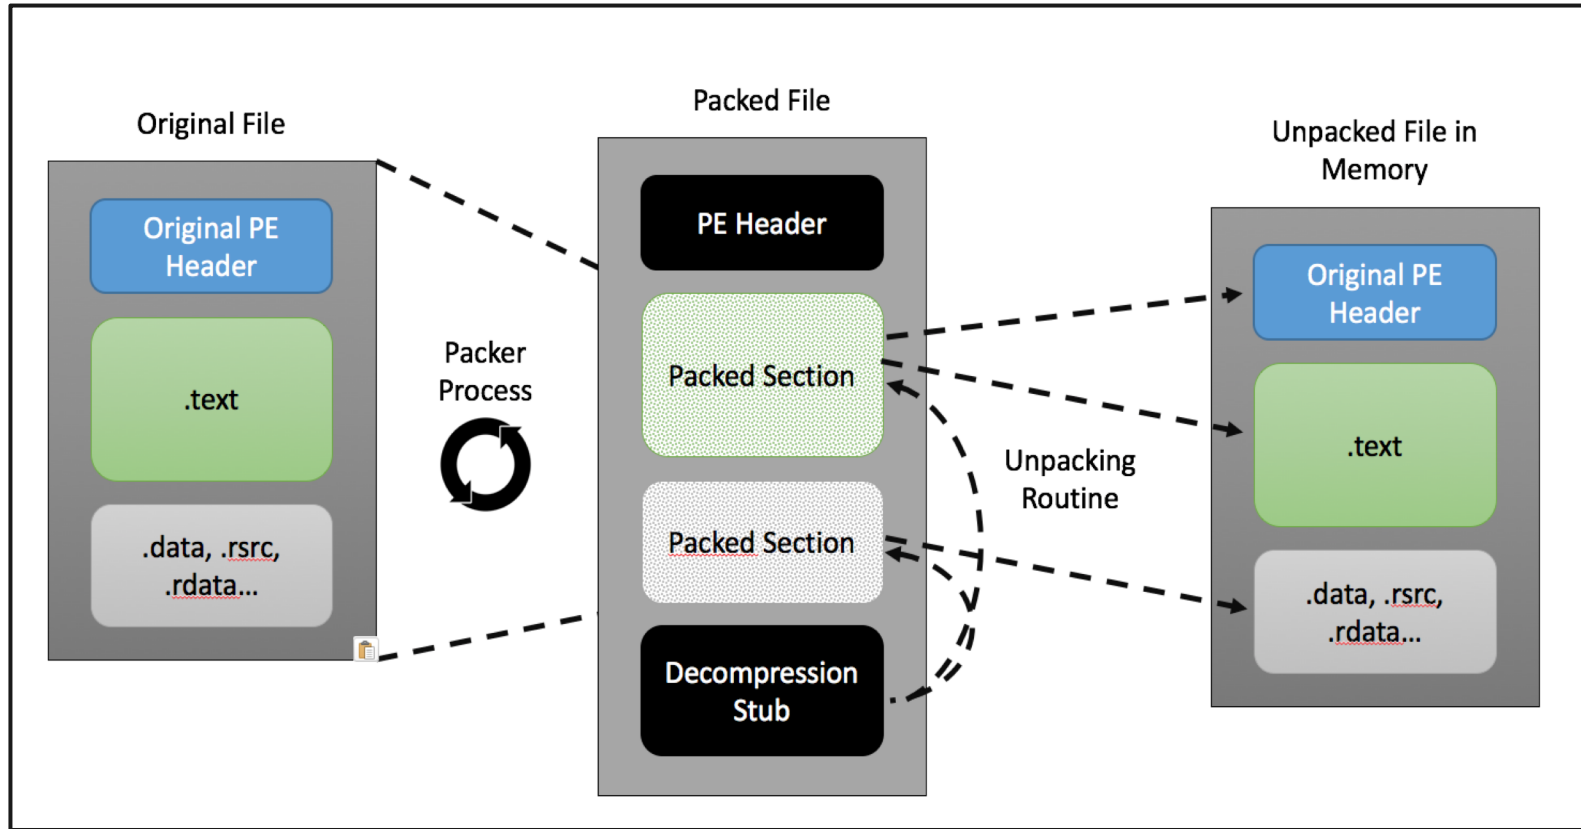 Original File
Original PE
Header
.text
.data, .rsrc,
.rdata...
Packer
Process
Packed File
PE Header
Packed Section
Packed Section
Decompression
Stub
Unpacking
Routine
Unpacked File in
Memory
Original PE
Header
.text
.data, .rsrc,
.rdata...